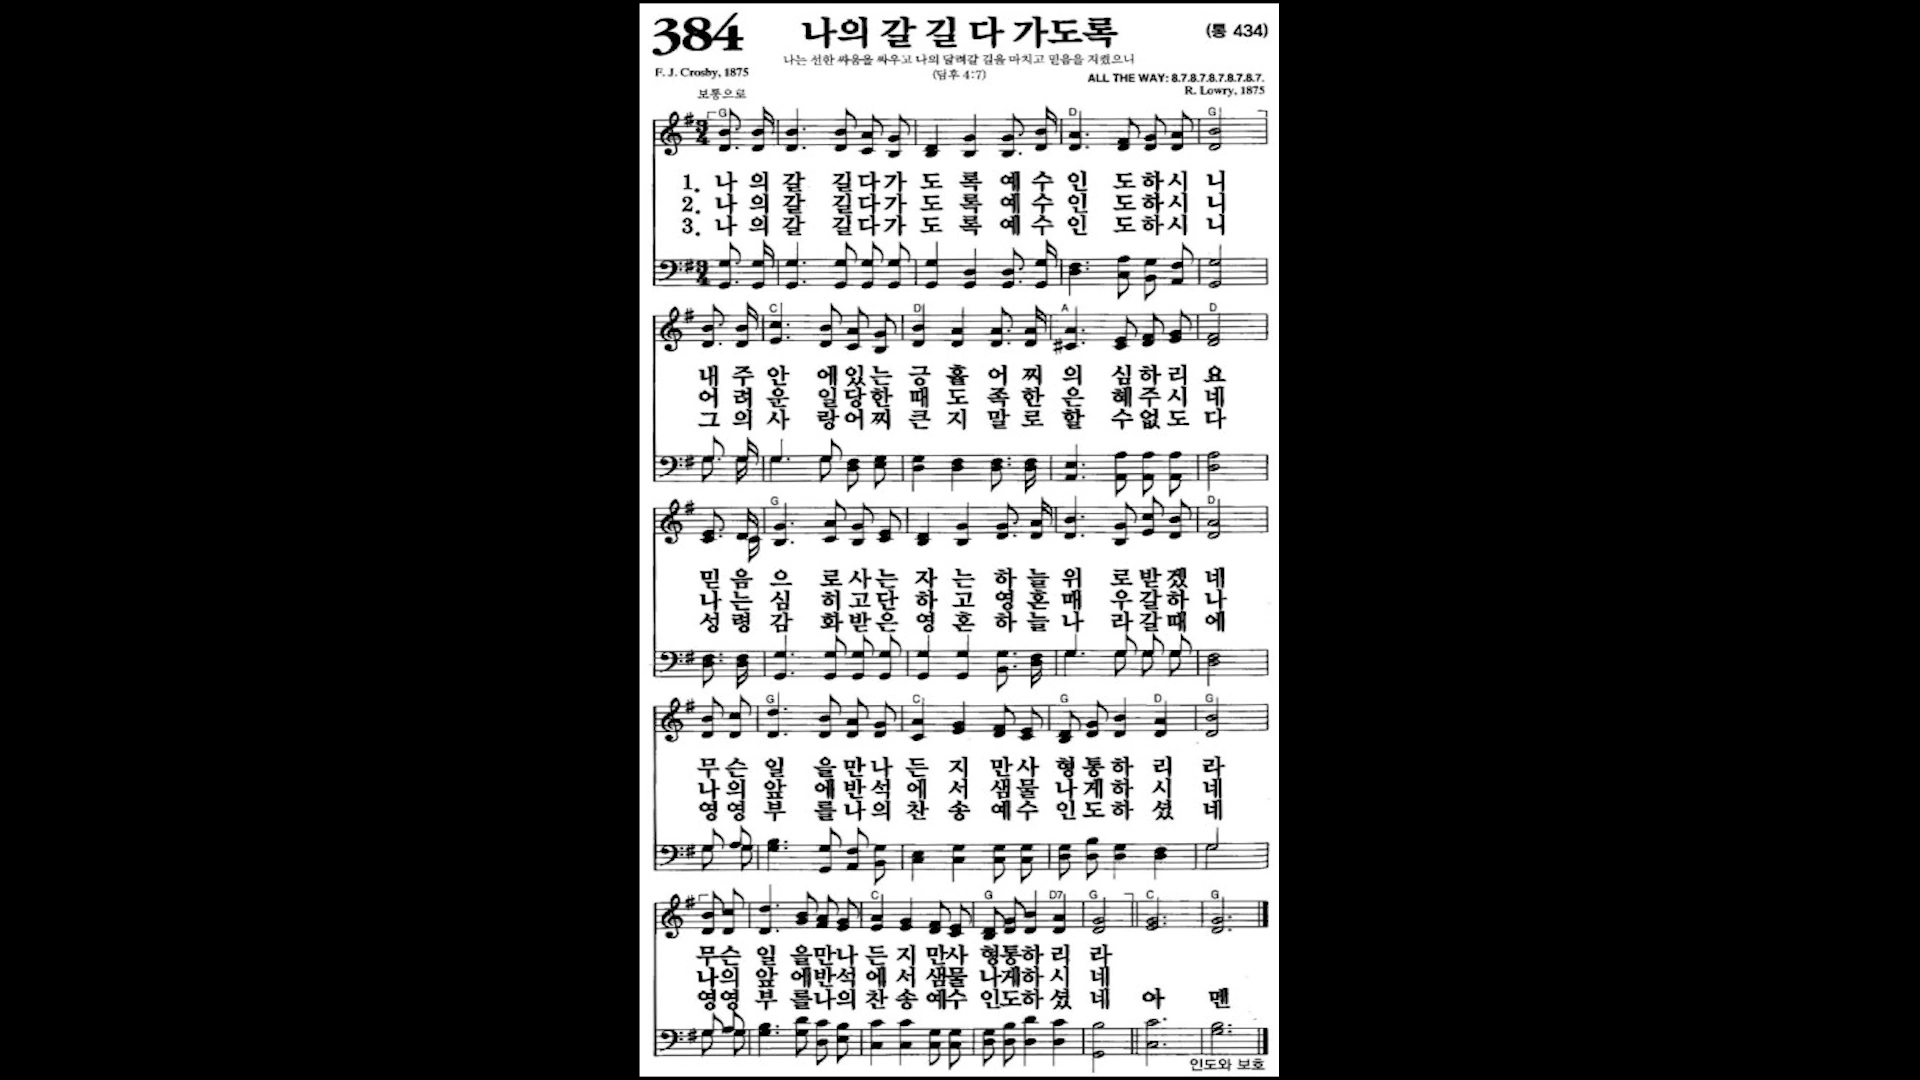 384 나의 갈 길 다 가도록 (통 434)
나는 선한 싸움을 싸우고 나의 달려갈 길을 마치고 믿음을 지켰으니
(딤후 4:7)
F. J. Crosby, 1875
ALL THE WAY: 8.7.8.7.8.7.8.7.8.7.
R. Lowry, 1875
보통으로
G D G
1. 나 의 갈 길다가 도 록 예 수 인 도하시 니
2. 나 의 갈 길다가 도 록 예 수 인 도하시 니
3. 나 의 갈 길다가 도 록 예 수 인 도하시 니
C D A D
내 주 안 에있는 긍 휼 어 찌 의 심하리 요
어 려 운 일당한 때 도 족 한 은 혜주시 네
그 의 사 랑어찌 큰 지 말 로 할 수없도 다
G D
믿 음 으 로사는 자 는 하 늘 위 로받겠 네
나 는 심 히고단 하 고 영 혼 매 우갈하 나
성 령 감 화받은 영 혼 하 늘 나 라갈때 에
G C G D G
무 슨 일 을만나 든 지 만사 형통하 리 라
나 의 앞 에반석 에 서 샘물 나게하 시 네
영 영 부 를나의 찬 송 예수 인도하 셨 네
C G D7 G C G
무슨 일 을만나 든 지 만사 형통하 리 라
나의 앞 에반석 에 서 샘물 나게하 시 네
영영 부 를나의 찬 송 예수 인도하 셨 네 아 멘
인도와 보호